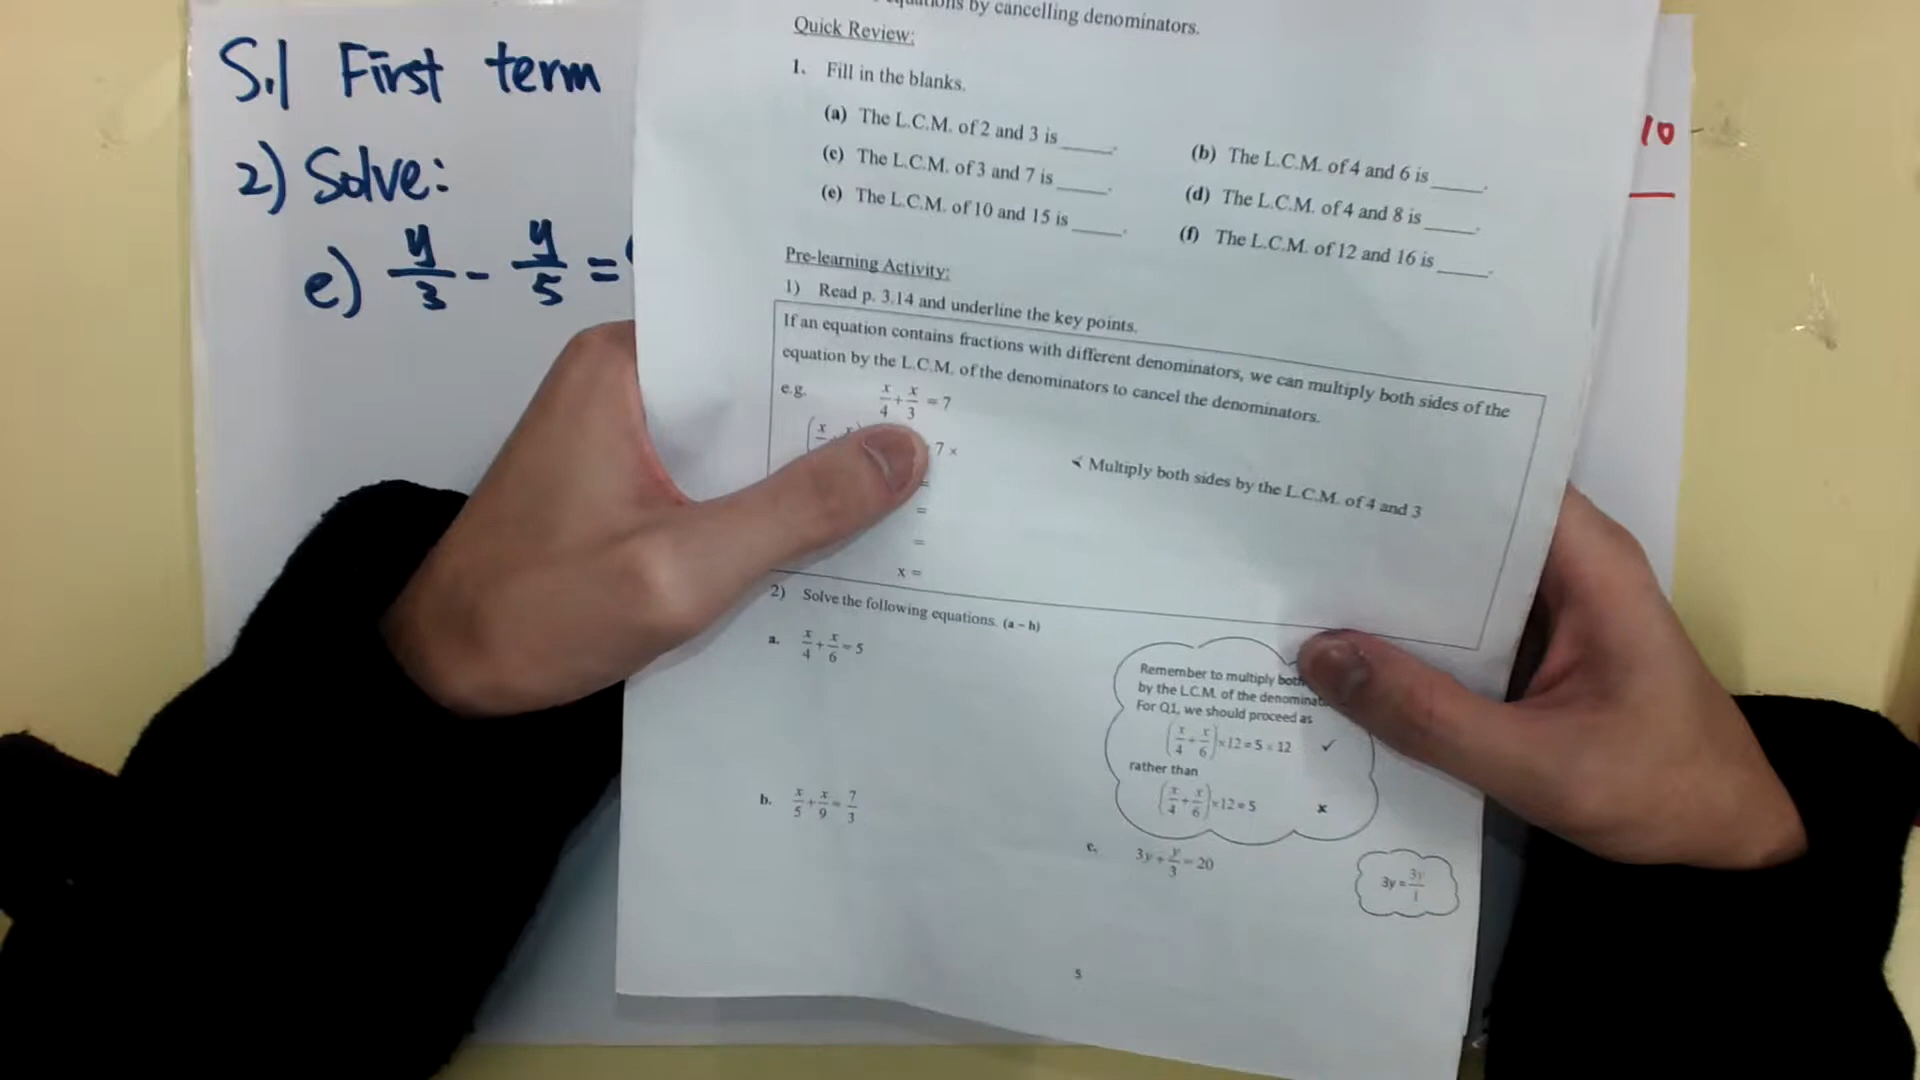 S.1 First term
2) Solve:
e) y/3 - y/5 =
10
by cancelling denominators.
Quick Review:
1. Fill in the blanks.
(a) The L.C.M. of 2 and 3 is _____.
(b) The L.C.M. of 4 and 6 is _____.
(c) The L.C.M. of 3 and 7 is _____.
(d) The L.C.M. of 4 and 8 is _____.
(e) The L.C.M. of 10 and 15 is _____.
(f) The L.C.M. of 12 and 16 is _____.
Pre-learning Activity:
1) Read p. 3.14 and underline the key points.
If an equation contains fractions with different denominators, we can multiply both sides of the
equation by the L.C.M. of the denominators to cancel the denominators.
e.g. x/4 + x/3 = 7
7 ×
Multiply both sides by the L.C.M. of 4 and 3
=
=
=
x =
2) Solve the following equations. (a – h)
a. x/4 + x/6 = 5
Remember to multiply both
by the L.C.M. of the
For Q1, we should proceed as
(x/4 + x/6) × 12 = 5 × 12 ✓
rather than
(x/4 + x/6) × 12 = 5 ×
b. x/5 + x/9 = 7/3
c. 3y + y/3 = 20
3y = 3y/1
5